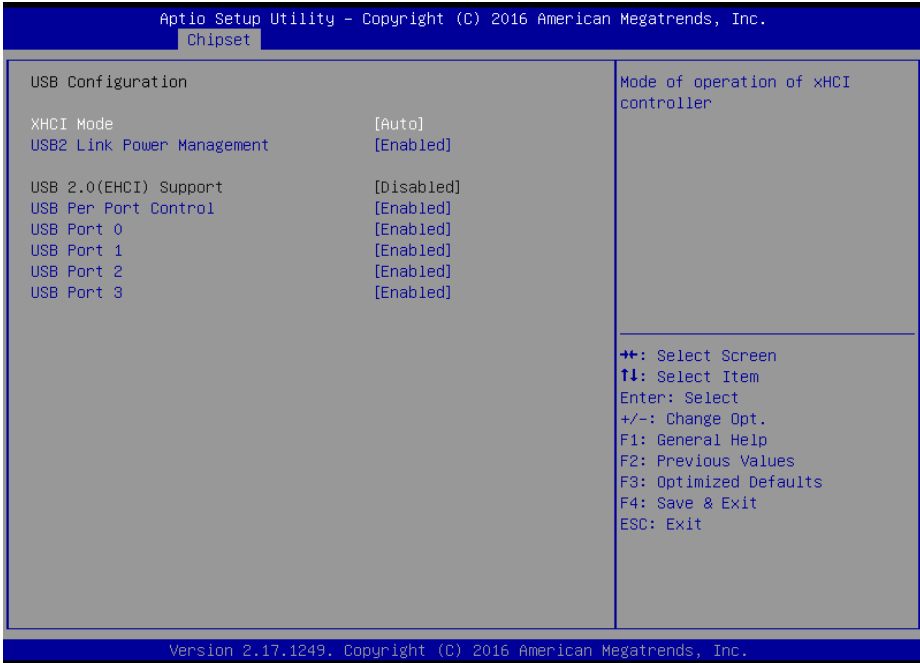 Aptio Setup Utility – Copyright (C) 2016 American Megatrends, Inc.
Chipset
USB Configuration
XHCI Mode [Auto]
USB2 Link Power Management [Enabled]
USB 2.0(EHCI) Support [Disabled]
USB Per Port Control [Enabled]
USB Port 0 [Enabled]
USB Port 1 [Enabled]
USB Port 2 [Enabled]
USB Port 3 [Enabled]
Mode of operation of xHCI
controller
→←: Select Screen
↑↓: Select Item
Enter: Select
+/-: Change Opt.
F1: General Help
F2: Previous Values
F3: Optimized Defaults
F4: Save & Exit
ESC: Exit
Version 2.17.1249. Copyright (C) 2016 American Megatrends, Inc.